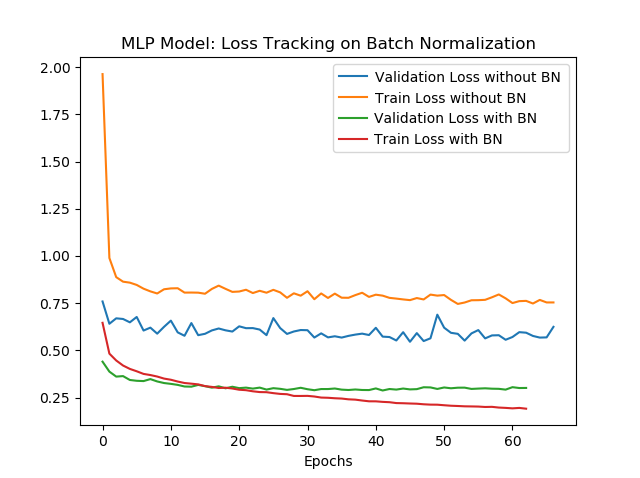 MLP Model: Loss Tracking on Batch Normalization
2.00
1.75
1.50
1.25
1.00
0.75
0.50
0.25
Validation Loss without BN
Train Loss without BN
Validation Loss with BN
Train Loss with BN
0 10 20 30 40 50 60
Epochs